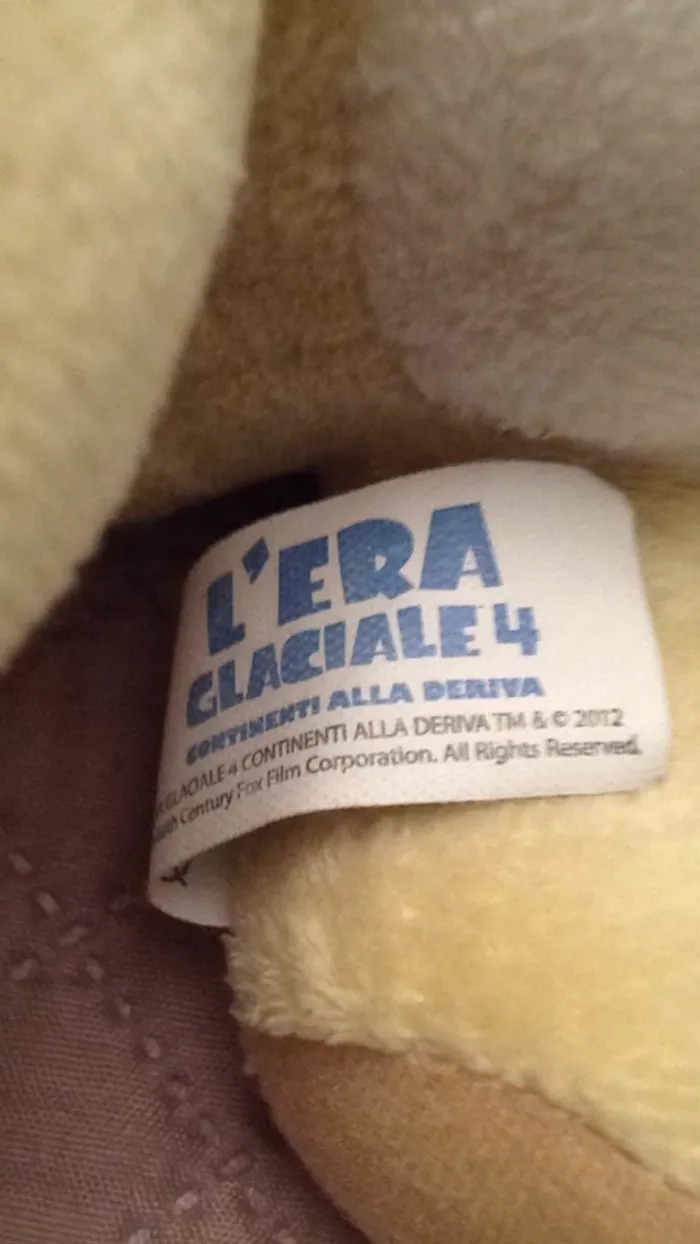 L'ERA
GLACIALE 4
CONTINENTI ALLA DERIVA
GLACIALE 4 CONTINENTI ALLA DERIVA TM & © 2012
Century Fox Film Corporation. All Rights Reserved.